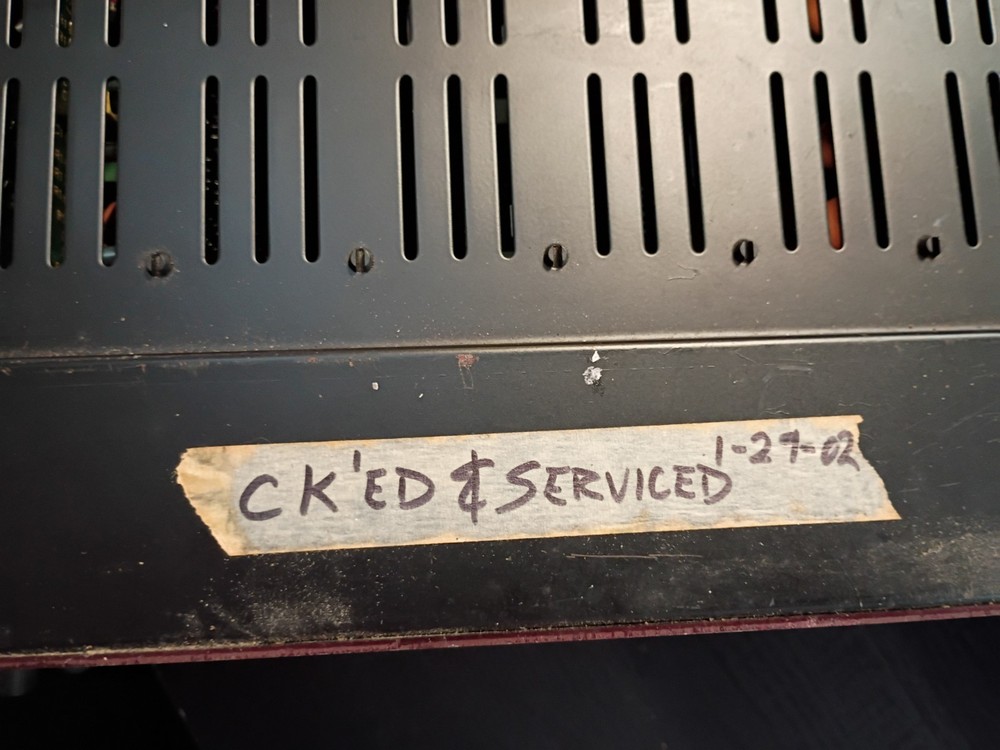 CK'ED & SERVICED 1-27-02